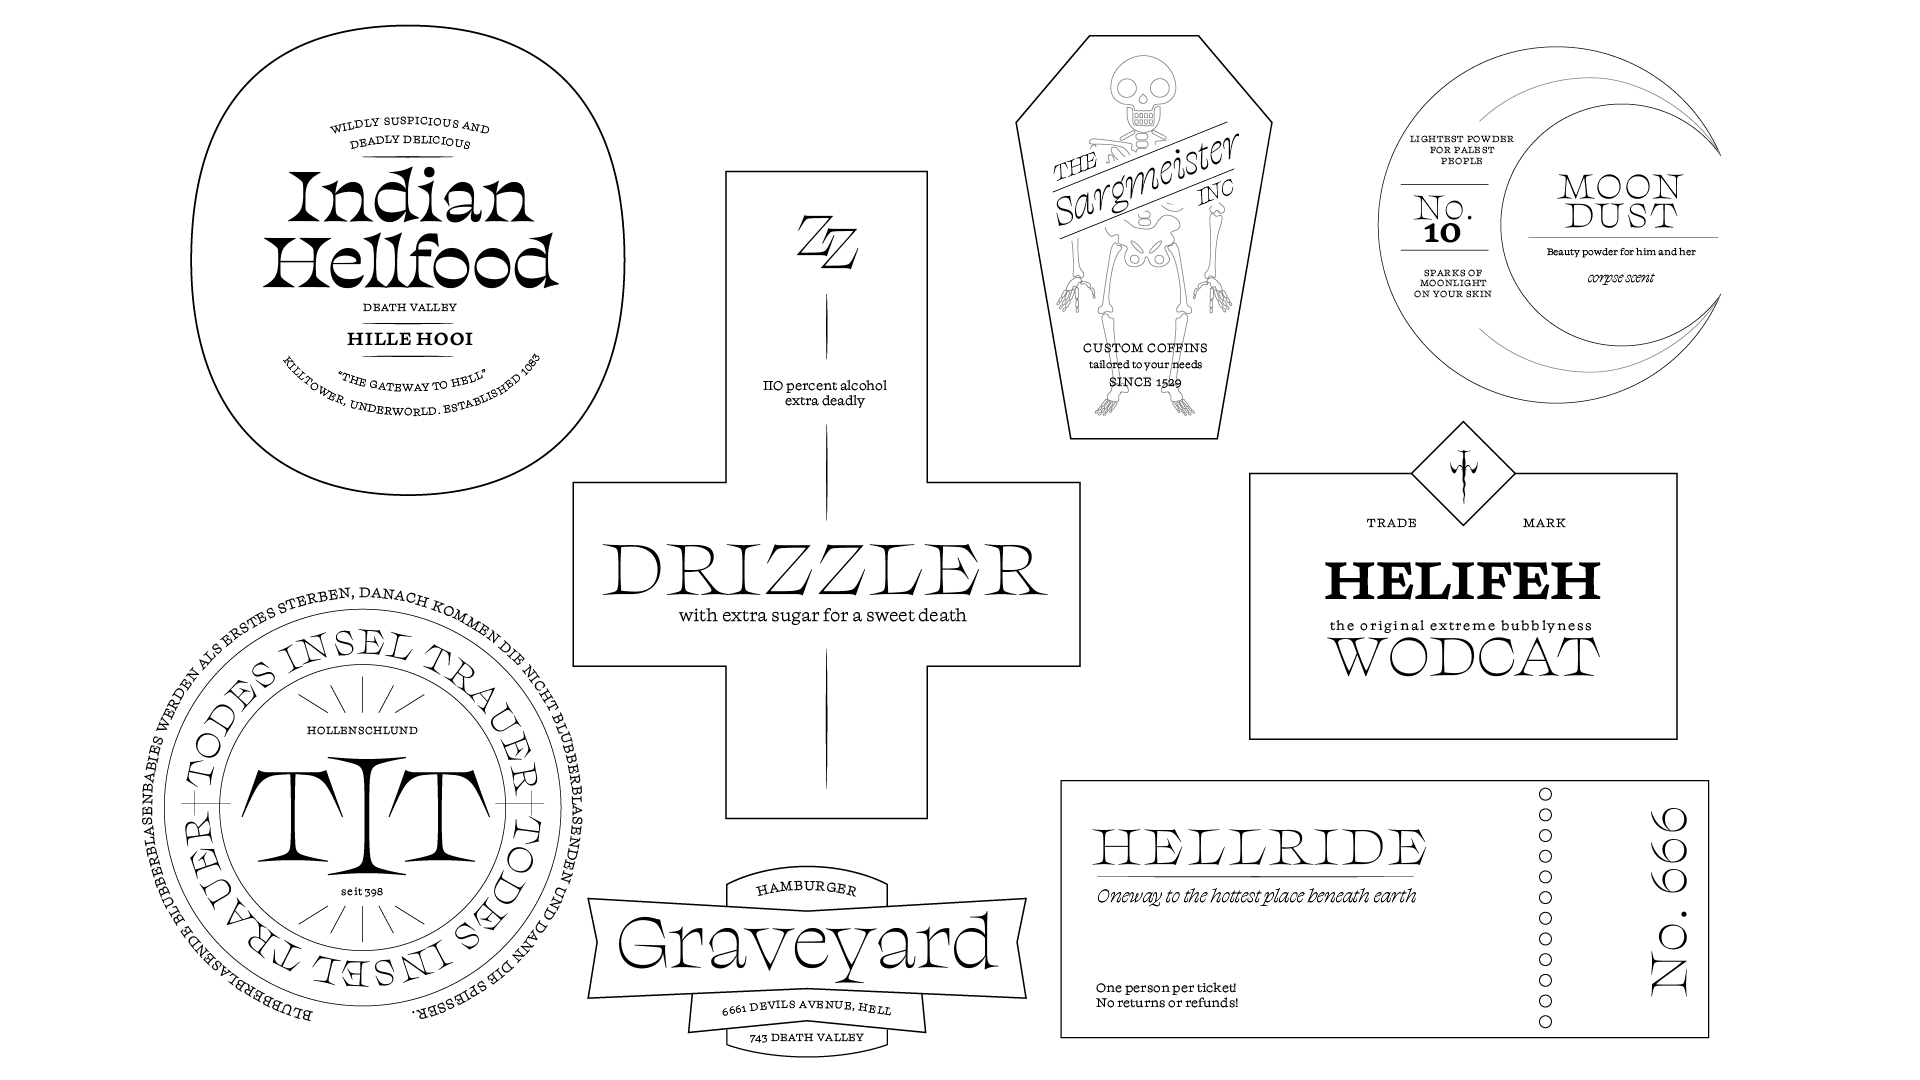 WILDLY SUSPICIOUS AND
DEADLY DELICIOUS
Indian
Hellfood
DEATH VALLEY
HILLE HOOI
"THE GATEWAY TO HELL"
KILLTOWER, UNDERWORLD. ESTABLISHED 1083
ZZ
110 percent alcohol
extra deadly
DRIZZLER
with extra sugar for a sweet death
THE
Sargmeister
INC
CUSTOM COFFINS
tailored to your needs
SINCE 1529
LIGHTEST POWDER
FOR PALEST
PEOPLE
No.
10
SPARKS OF
MOONLIGHT
ON YOUR SKIN
MOON
DUST
Beauty powder for him and her
corpse scent
TRADE MARK
HELIFEH
the original extreme bubblyness
WODCAT
BLUBBERBLASENDE BLUBBERBLASENBABIES WERDEN ALS ERSTES STERBEN, DANACH KOMMEN DIE NICHT BLUBBERBLASENDEN UND DANN DIE SPIESSER.
TODES INSEL TRAUER
TODES INSEL TRAUER
HOLLENSCHLUND
TIT
seit 398
HAMBURGER
Graveyard
6661 DEVILS AVENUE, HELL
743 DEATH VALLEY
HELLRIDE
Oneway to the hottest place beneath earth
One person per ticket!
No returns or refunds!
No. 666